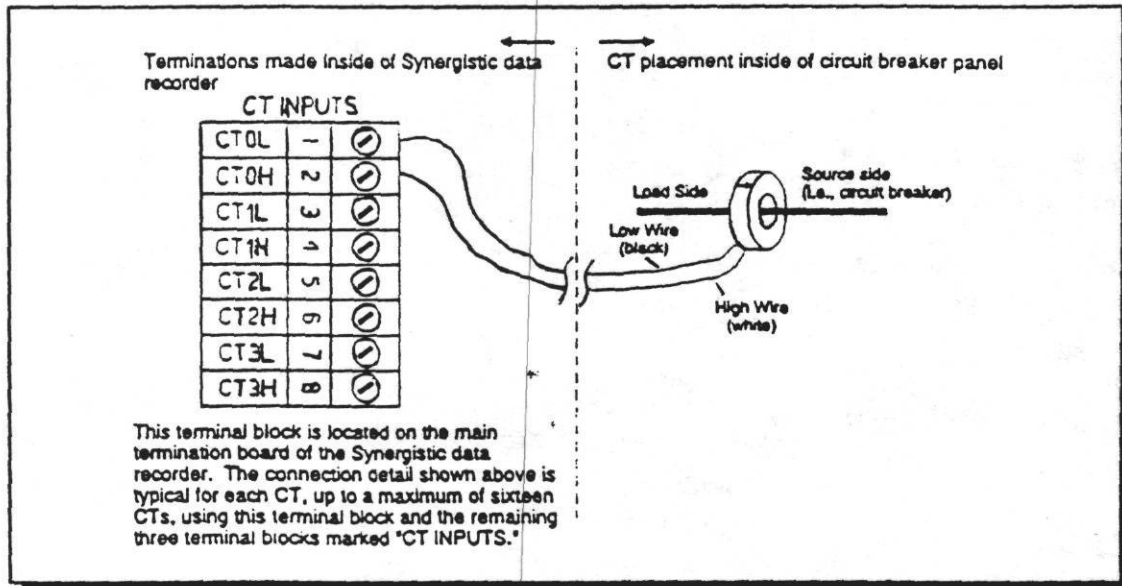 Terminations made inside of Synergistic data
recorder
CT placement inside of circuit breaker panel
CT INPUTS
CT0L 1
CT0H 2
CT1L 3
CT1H 4
CT2L 5
CT2H 6
CT3L 7
CT3H 8
Load Side
Source side
(i.e., circuit breaker)
Low Wire
(black)
High Wire
(white)
This terminal block is located on the main
termination board of the Synergistic data
recorder. The connection detail shown above is
typical for each CT, up to a maximum of sixteen
CTs, using this terminal block and the remaining
three terminal blocks marked "CT INPUTS."